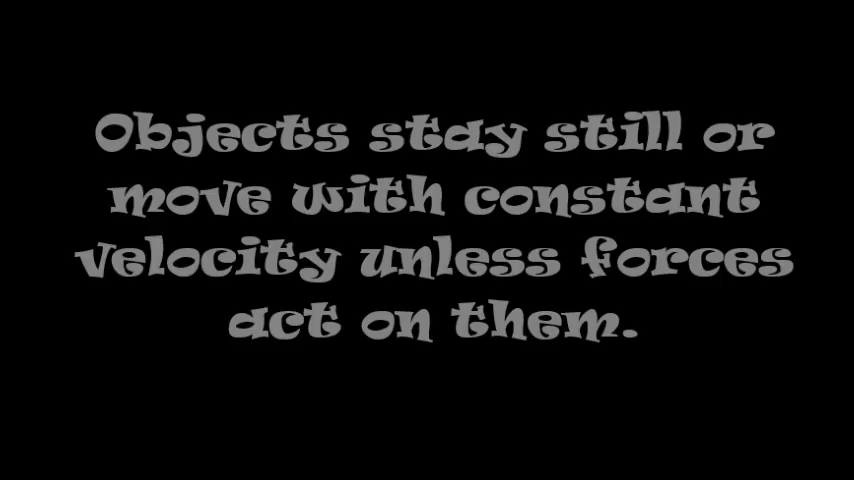 Objects stay still or
move with constant
velocity unless forces
act on them.